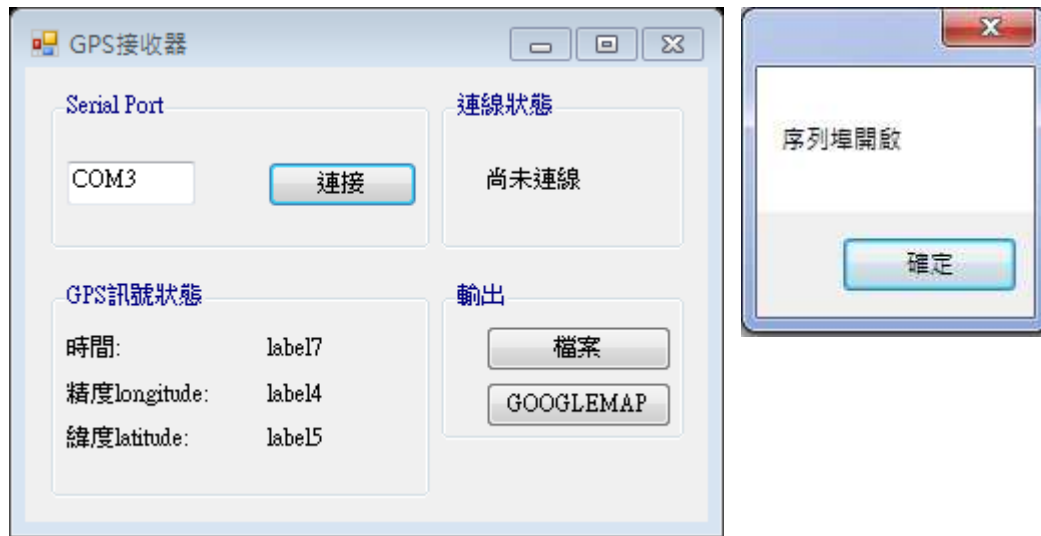 GPS接收器
Serial Port
COM3
連接
連線狀態
尚未連線
GPS訊號狀態
時間: label7
精度longitude: label4
緯度latitude: label5
輸出
檔案
GOOGLEMAP
序列埠開啟
確定